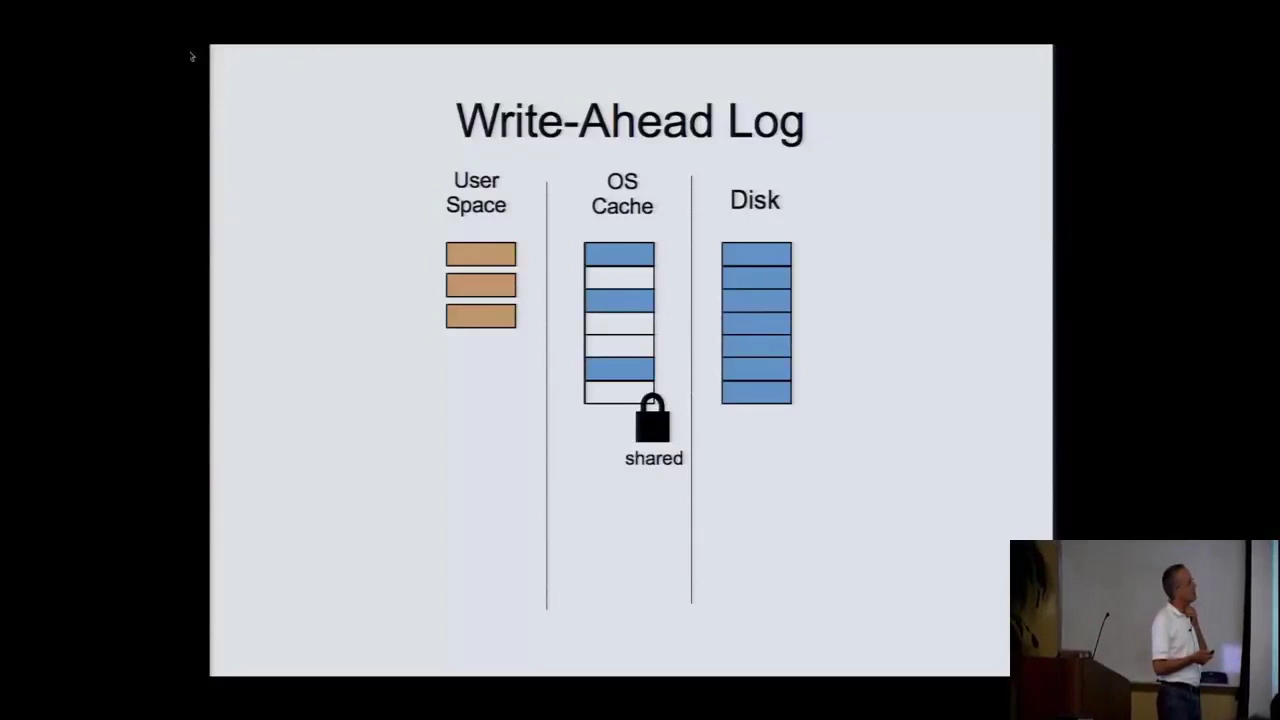 Write-Ahead Log
User
Space
OS
Cache
Disk
shared